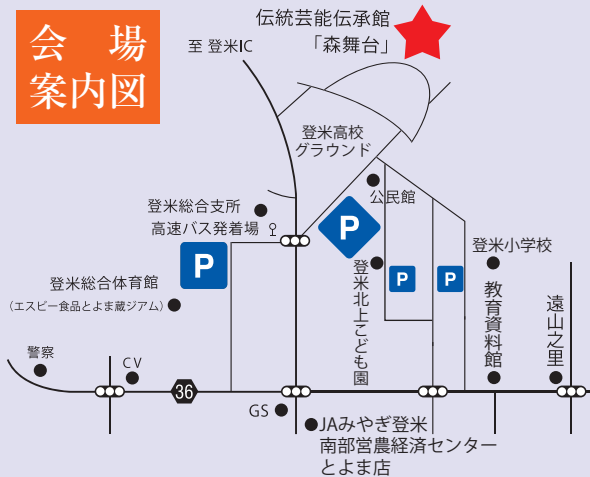 会場
案内図
伝統芸能伝承館
「森舞台」
至 登米IC
登米高校
グラウンド
公民館
登米総合支所
高速バス発着場
P
P
P
P
登米小学校
登米総合体育館
(エスピー食品とよま蔵ジアム)
登米北上こども園
教育資料館
遠山之里
警察
CV
36
GS
JAみやぎ登米
南部営農経済センター
とよま店